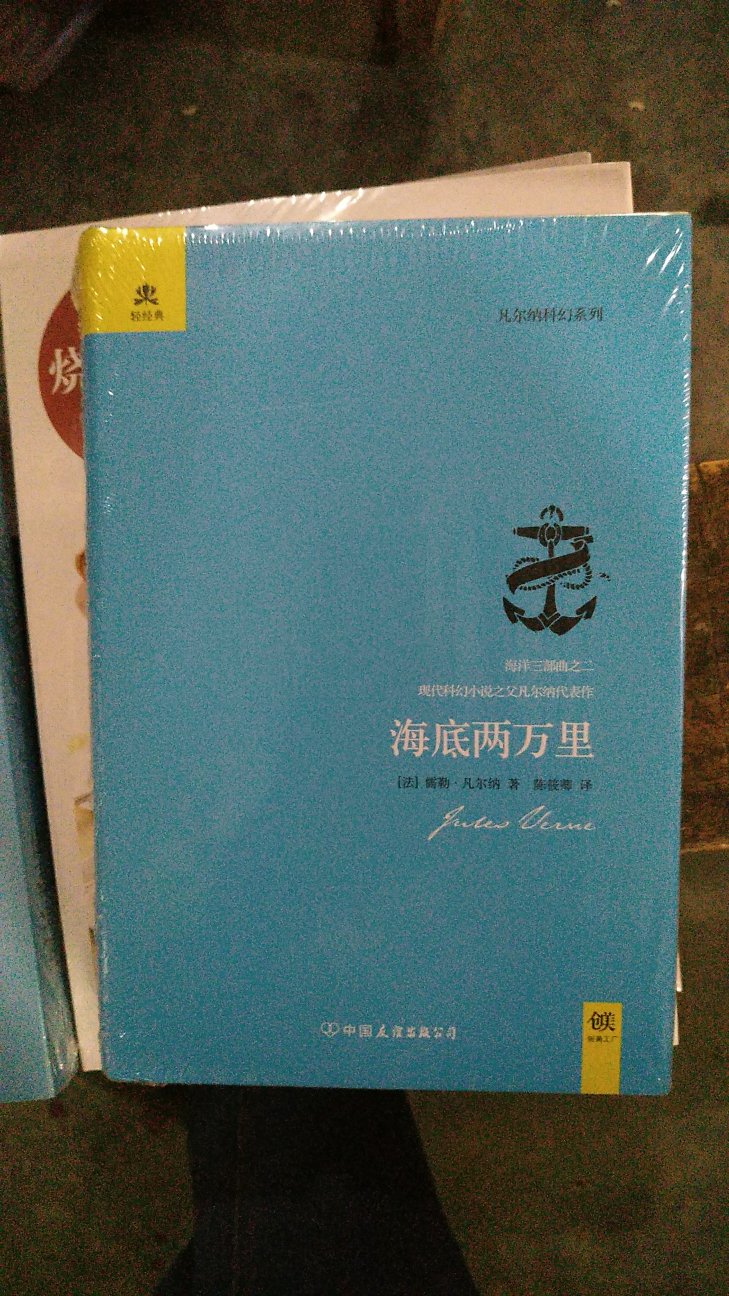 轻经典
凡尔纳科幻系列
烧
海洋三部曲之二
现代科幻小说之父凡尔纳代表作
海底两万里
[法] 儒勒·凡尔纳 著 陈筱卿 译
Jules Verne
中国友谊出版公司
创美
创美工厂